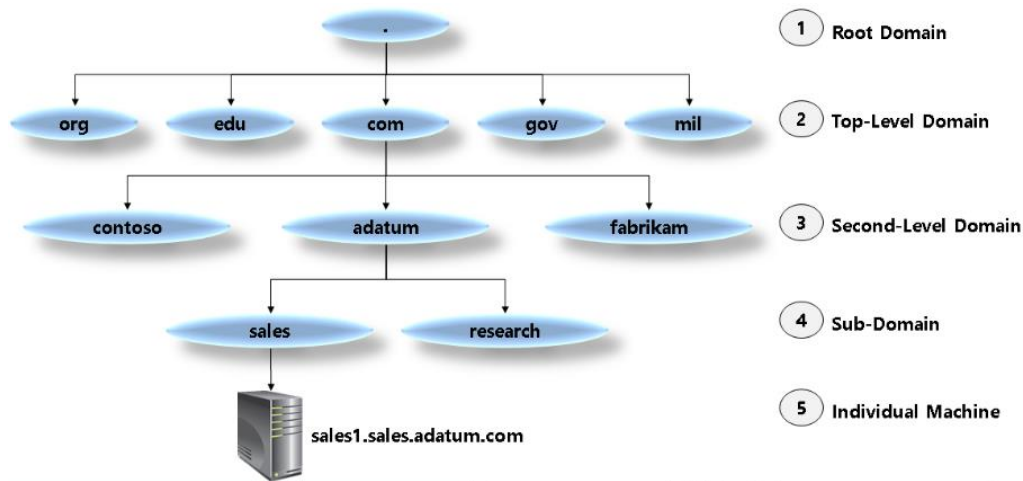 .
1 Root Domain
org edu com gov mil
2 Top-Level Domain
contoso adatum fabrikam
3 Second-Level Domain
sales research
4 Sub-Domain
5 Individual Machine
sales1.sales.adatum.com